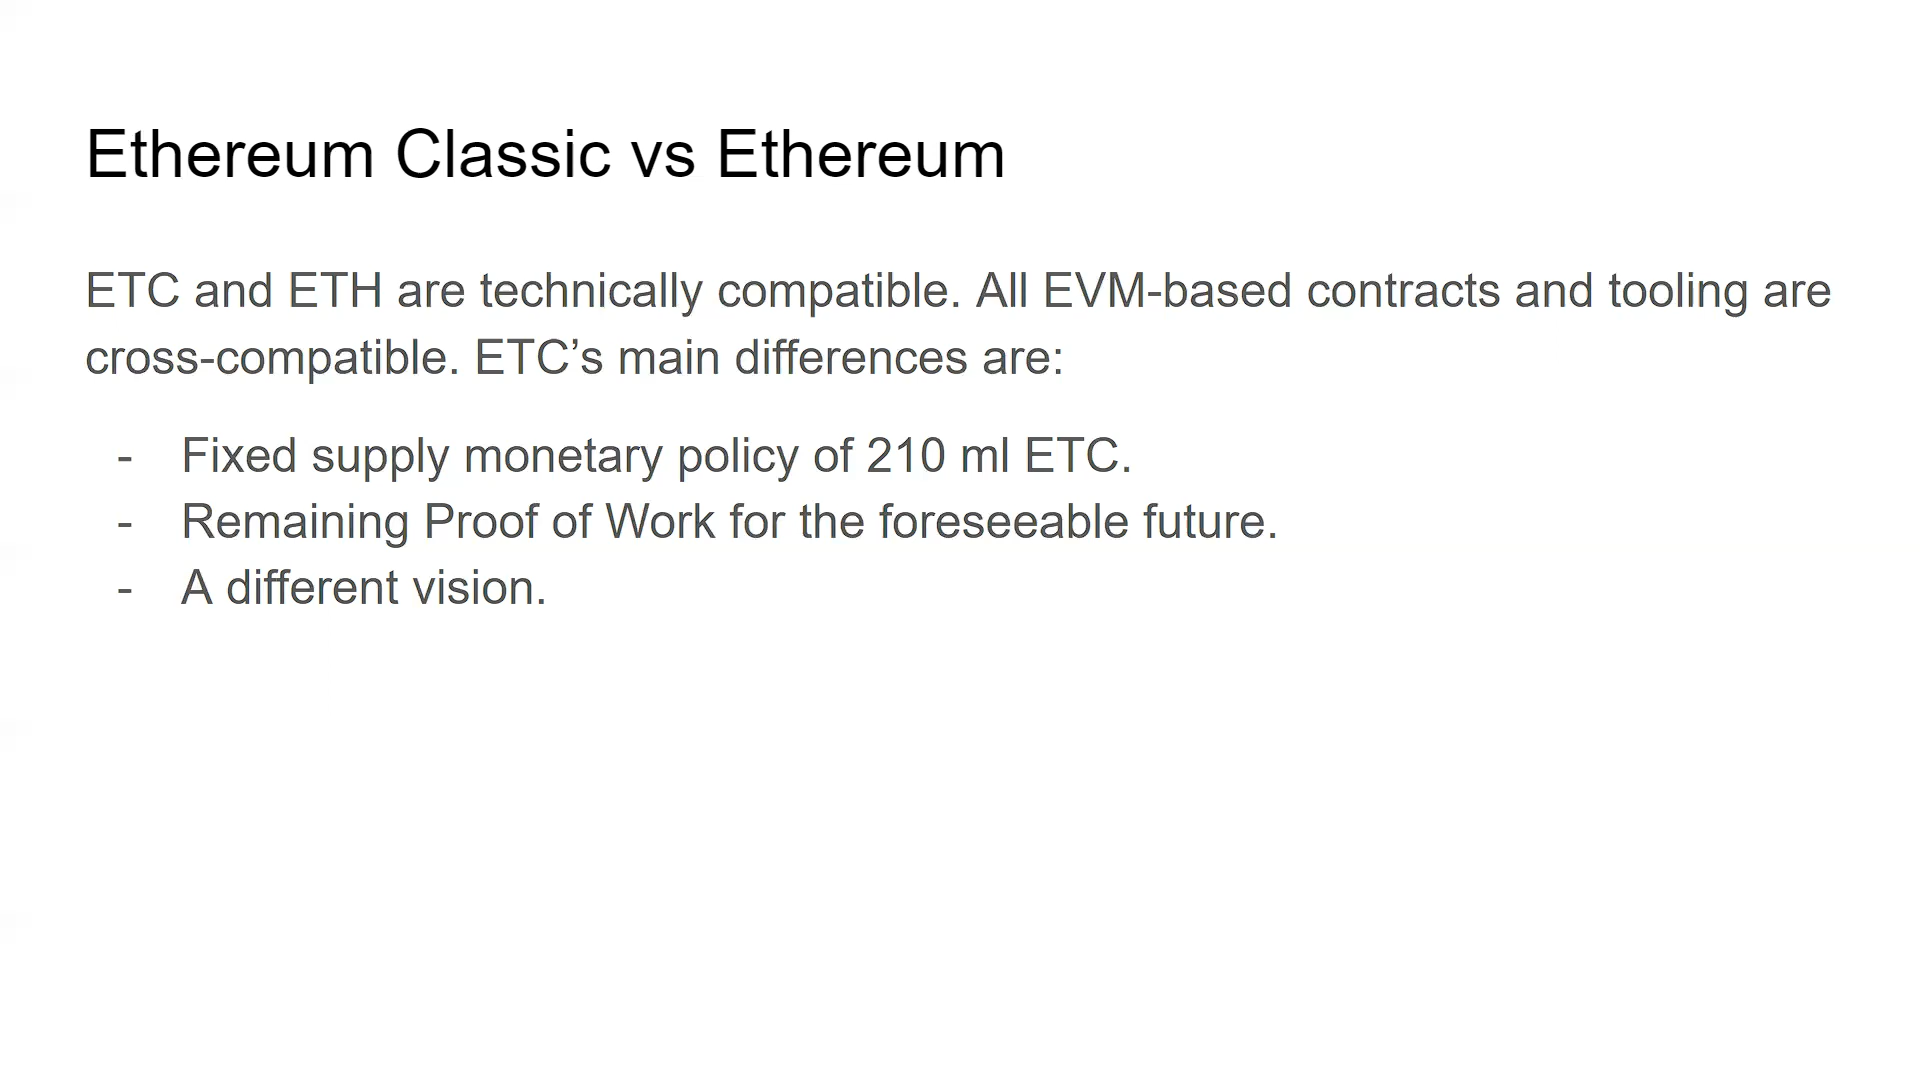 Ethereum Classic vs Ethereum
ETC and ETH are technically compatible. All EVM-based contracts and tooling are
cross-compatible. ETC’s main differences are:
- Fixed supply monetary policy of 210 ml ETC.
- Remaining Proof of Work for the foreseeable future.
- A different vision.